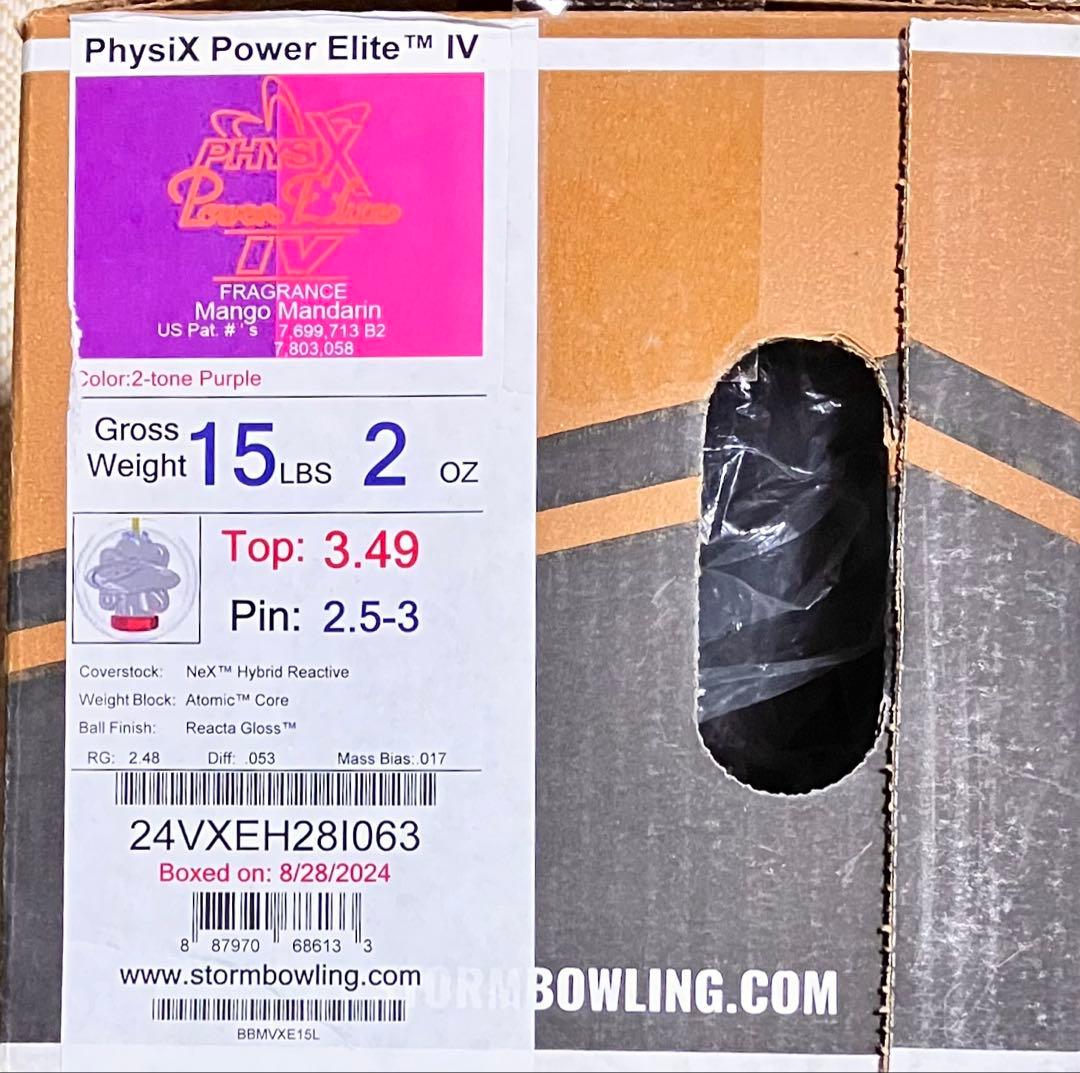 PhysiX Power Elite™ IV
PHYSIX
Power Elite
IV
FRAGRANCE
Mango Mandarin
US Pat. #'s 7,699,713 B2
7,803,058
Color:2-tone Purple
Gross Weight 15 LBS 2 OZ
Top: 3.49
Pin: 2.5-3
Coverstock: NeX™ Hybrid Reactive
Weight Block: Atomic™ Core
Ball Finish: Reacta Gloss™
RG: 2.48 Diff: .053 Mass Bias:.017
24VXEH28I063
Boxed on: 8/28/2024
8 87970 68613 3
www.stormbowling.com
STORMBOWLING.COM
BBMVXE15L